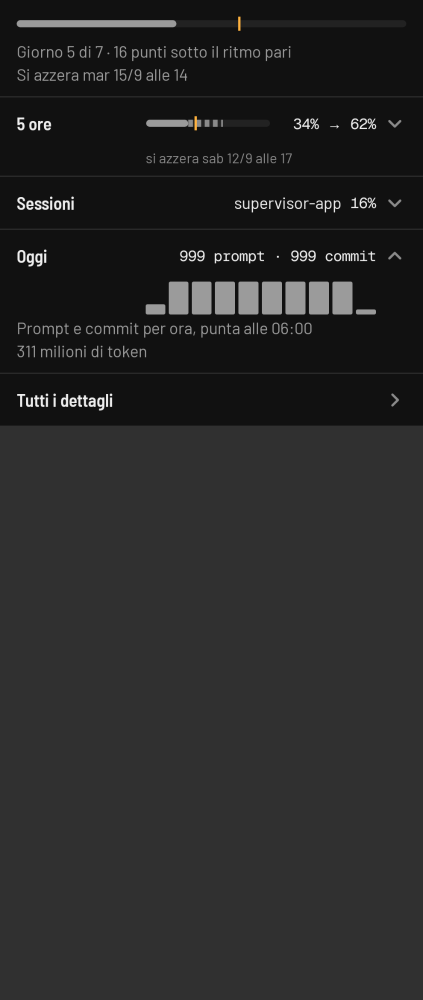 Giorno 5 di 7 · 16 punti sotto il ritmo pari
Si azzera mar 15/9 alle 14
5 ore 34% → 62%
si azzera sab 12/9 alle 17
Sessioni supervisor-app 16%
Oggi 999 prompt · 999 commit
Prompt e commit per ora, punta alle 06:00
311 milioni di token
Tutti i dettagli